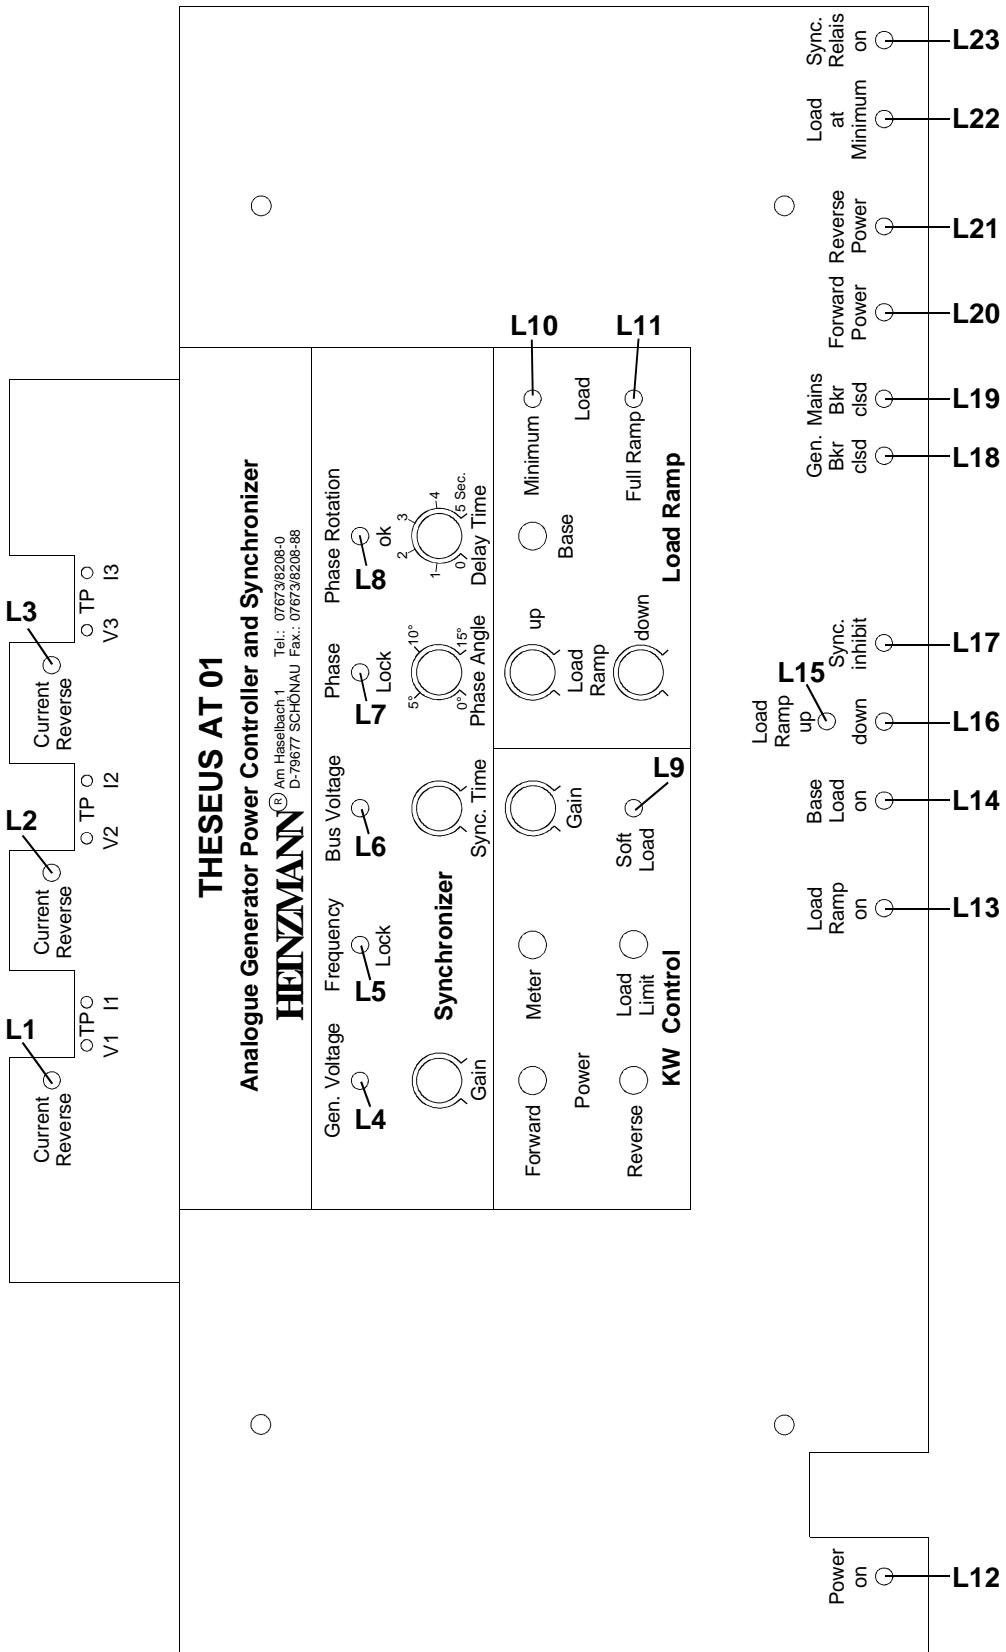 L1
L2
L3
Current
Reverse
Current
Reverse
Current
Reverse
TP
V1 I1
TP
V2 I2
TP
V3 I3
THESEUS AT 01
Analogue Generator Power Controller and Synchronizer
HEINZMANN ® Am Haselbach 1 Tel.: 07673/8208-0
D-79677 SCHÖNAU Fax.: 07673/8208-88
Gen. Voltage
L4
Frequency
L5
Lock
Bus Voltage
L6
Phase
L7
Lock
Phase Rotation
L8
ok
Gain
Synchronizer
Sync. Time
0° 5° 10° 15°
Phase Angle
0 1 2 3 4 5 Sec.
Delay Time
Forward
Power
Reverse
Meter
Load
Limit
Gain
Soft
Load
L9
KW Control
up
Load
Ramp
down
Base
Minimum
L10
Load
Full Ramp
L11
Load Ramp
Power
on
L12
Load
Ramp
on
L13
Base
Load
on
L14
Load
Ramp
up
L15
down
L16
Sync.
inhibit
L17
Gen.
Bkr
clsd
L18
Mains
Bkr
clsd
L19
Forward
Power
L20
Reverse
Power
L21
Load
at
Minimum
L22
Sync.
Relais
on
L23